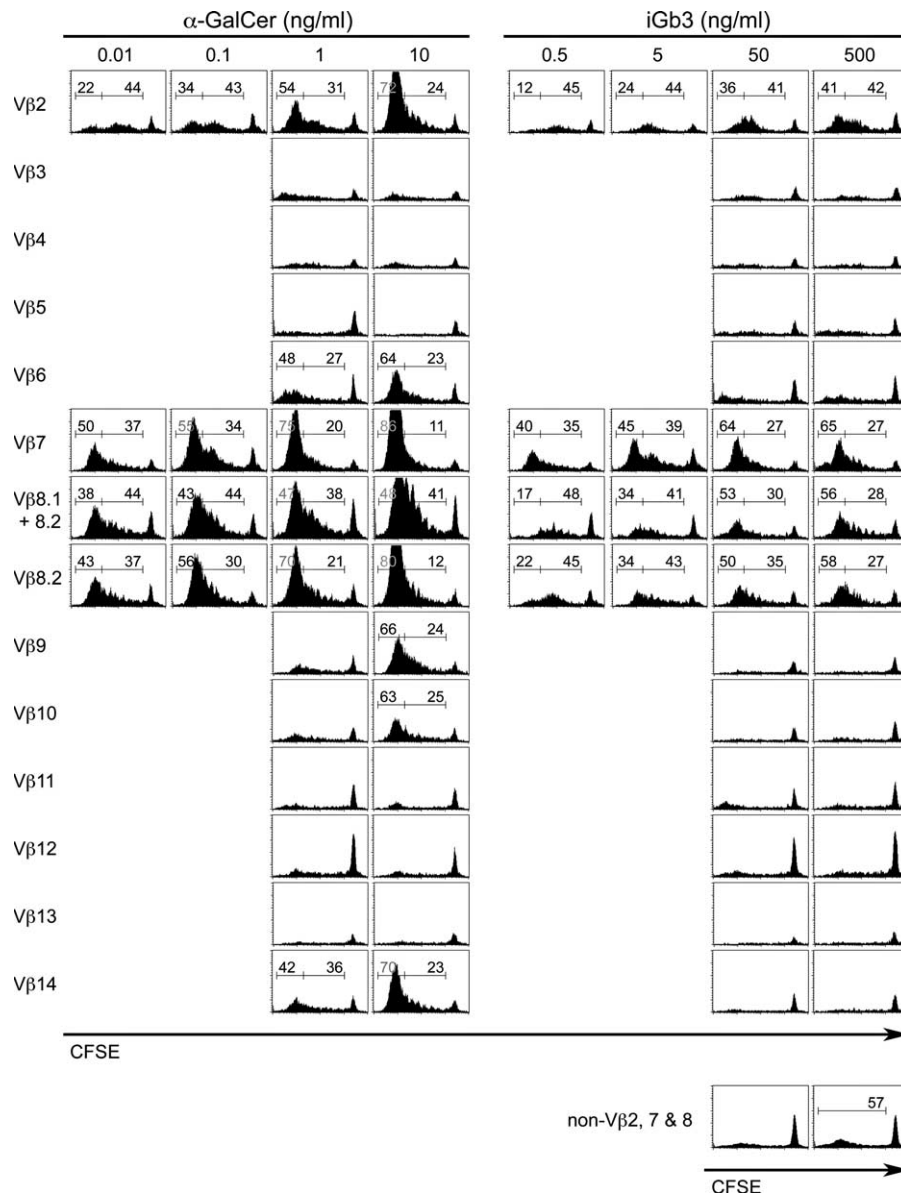 α-GalCer (ng/ml) iGb3 (ng/ml)
0.01 0.1 1 10 0.5 5 50 500
Vβ2 22 44 34 43 54 31 72 24 12 45 24 44 36 41 41 42
Vβ3
Vβ4
Vβ5
Vβ6 48 27 64 23
Vβ7 50 37 55 34 75 20 86 11 40 35 45 39 64 27 65 27
Vβ8.1
+ 8.2 38 44 43 44 47 38 48 41 17 48 34 41 53 30 56 28
Vβ8.2 43 37 56 30 70 21 80 12 22 45 34 43 50 35 58 27
Vβ9 66 24
Vβ10 63 25
Vβ11
Vβ12
Vβ13
Vβ14 42 36 70 23
CFSE
non-Vβ2, 7 & 8 57
CFSE